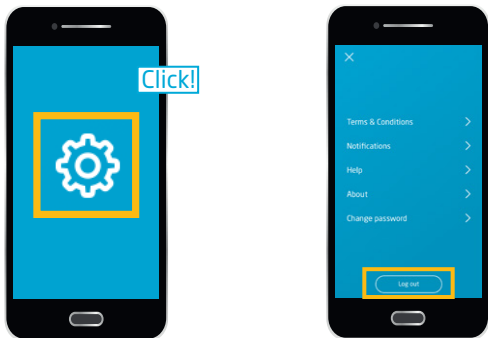 Click!
Terms & Conditions
Notifications
Help
About
Change password
Log out